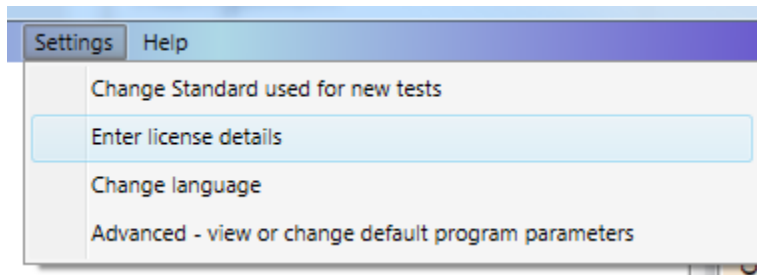 Settings Help
Change Standard used for new tests
Enter license details
Change language
Advanced - view or change default program parameters